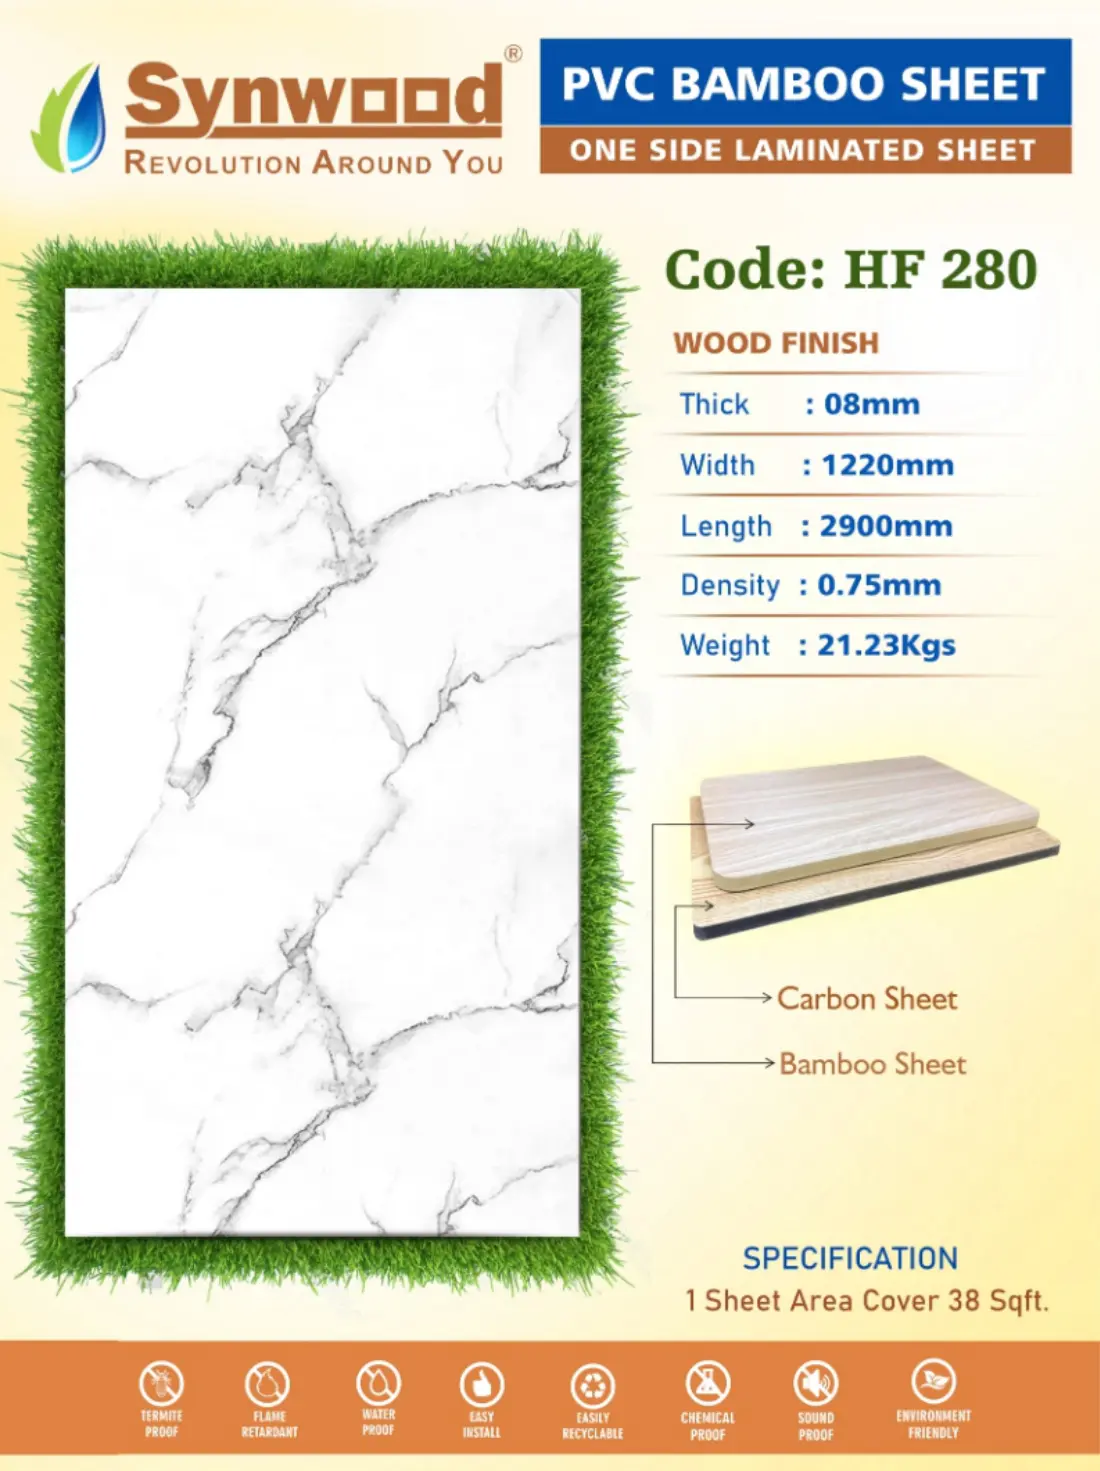 Synwood®
REVOLUTION AROUND YOU
PVC BAMBOO SHEET
ONE SIDE LAMINATED SHEET
Code: HF 280
WOOD FINISH
Thick : 08mm
Width : 1220mm
Length : 2900mm
Density : 0.75mm
Weight : 21.23Kgs
Carbon Sheet
Bamboo Sheet
SPECIFICATION
1 Sheet Area Cover 38 Sqft.
TERMITE
PROOF
FLAME
RETARDANT
WATER
PROOF
EASY
INSTALL
EASILY
RECYCLABLE
CHEMICAL
PROOF
SOUND
PROOF
ENVIRONMENT
FRIENDLY